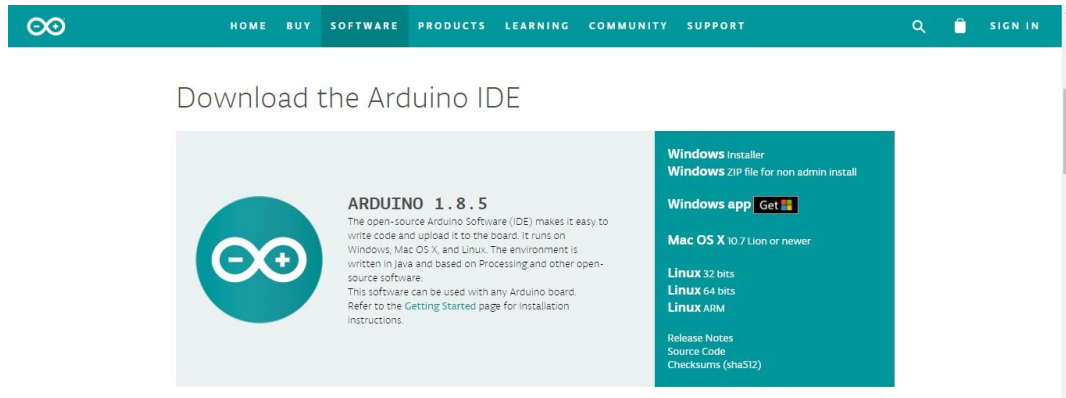 HOME BUY SOFTWARE PRODUCTS LEARNING COMMUNITY SUPPORT SIGN IN
Download the Arduino IDE
ARDUINO 1.8.5
The open-source Arduino Software (IDE) makes it easy to
write code and upload it to the board. It runs on
Windows, Mac OS X, and Linux. The environment is
written in Java and based on Processing and other open-
source software.
This software can be used with any Arduino board.
Refer to the Getting Started page for Installation
instructions.
Windows Installer
Windows ZIP file for non admin install
Windows app Get
Mac OS X 10.7 Lion or newer
Linux 32 bits
Linux 64 bits
Linux ARM
Release Notes
Source Code
Checksums (sha512)